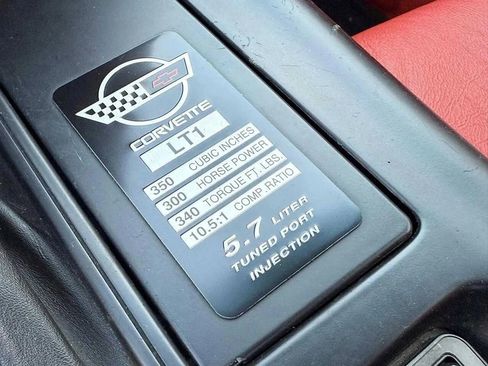 CORVETTE
LT1
350 CUBIC INCHES
300 HORSE POWER
340 TORQUE FT. LBS.
10.5:1 COMP. RATIO
5.7 LITER
TUNED PORT
INJECTION